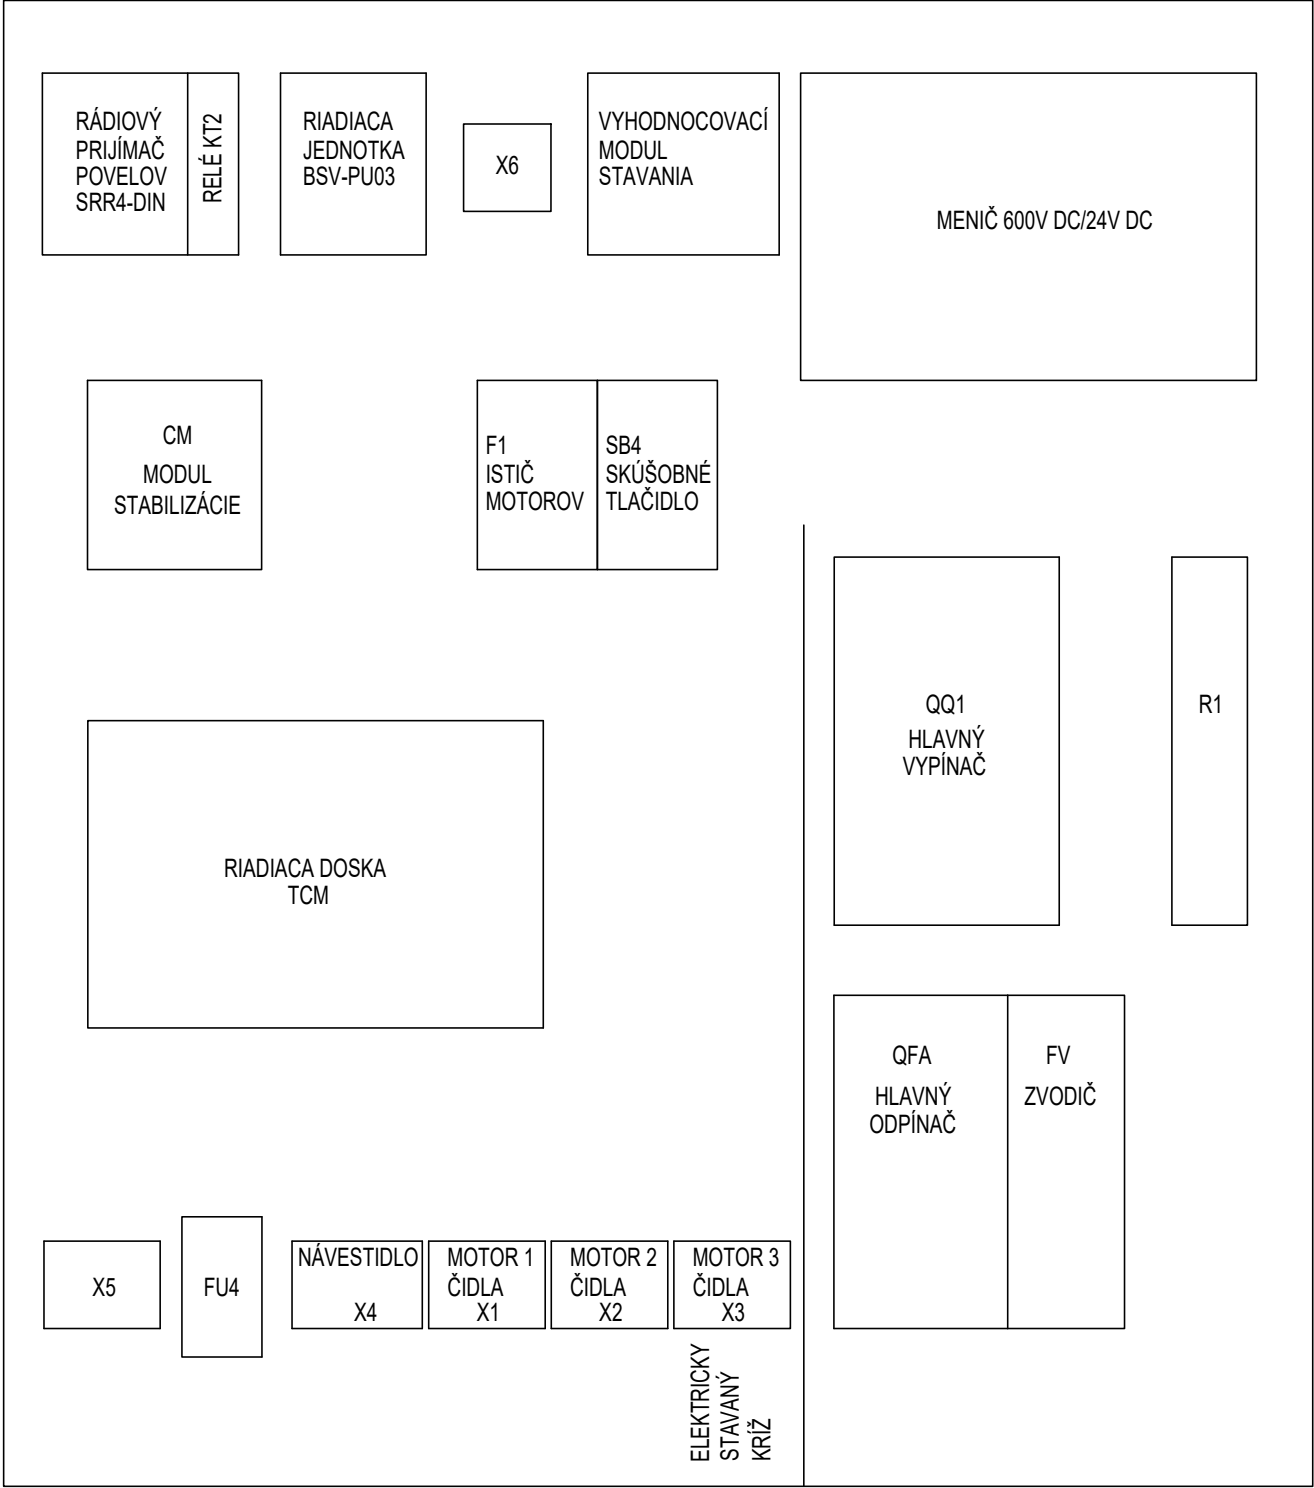 RÁDIOVÝ
PRIJÍMAČ
POVELOV
SRR4-DIN
RELÉ KT2
RIADIACA
JEDNOTKA
BSV-PU03
X6
VYHODNOCOVACÍ
MODUL
STAVANIA
MENIČ 600V DC/24V DC
CM
MODUL
STABILIZÁCIE
F1
ISTIČ
MOTOROV
SB4
SKÚŠOBNÉ
TLAČIDLO
QQ1
HLAVNÝ
VYPÍNAČ
R1
RIADIACA DOSKA
TCM
QFA
HLAVNÝ
ODPÍNAČ
FV
ZVODIČ
X5
FU4
NÁVESTIDLO
X4
MOTOR 1
ČIDLA
X1
MOTOR 2
ČIDLA
X2
MOTOR 3
ČIDLA
X3
ELEKTRICKY
STAVANÝ
KRÍŽ